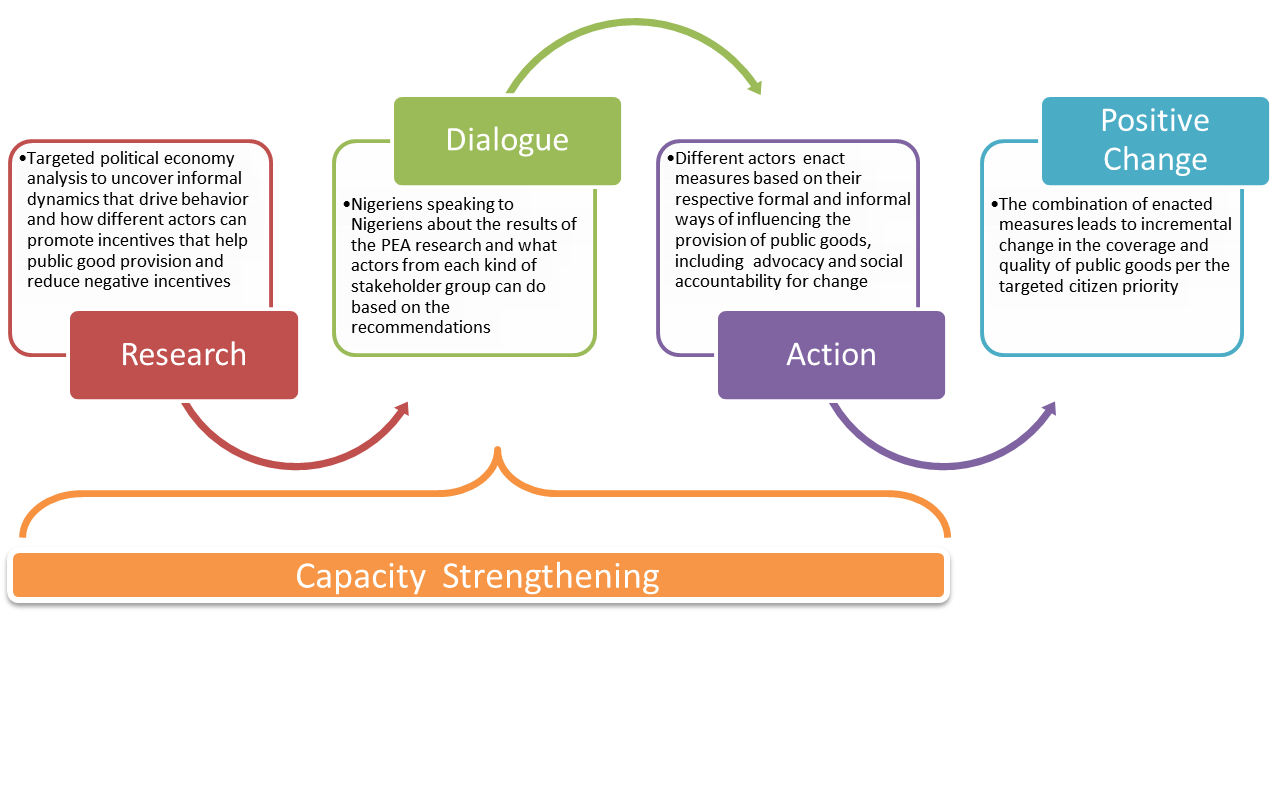 •Targeted political economy
analysis to uncover informal
dynamics that drive behavior
and how different actors can
promote incentives that help
public good provision and
reduce negative incentives
Research
Dialogue
•Nigeriens speaking to
Nigeriens about the results of
the PEA research and what
actors from each kind of
stakeholder group can do
based on the
recommendations
•Different actors enact
measures based on their
respective formal and informal
ways of influencing the
provision of public goods,
including advocacy and social
accountability for change
Action
Positive
Change
•The combination of enacted
measures leads to incremental
change in the coverage and
quality of public goods per the
targeted citizen priority
Capacity Strengthening